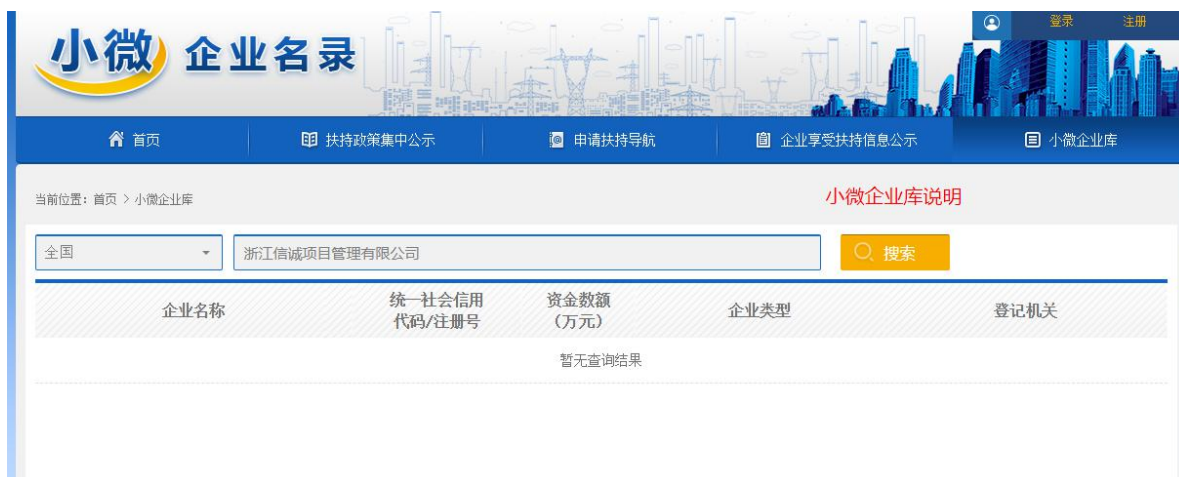 登录 注册
小微 企业名录
首页 扶持政策集中公示 申请扶持导航 企业享受扶持信息公示 小微企业库
当前位置：首页 > 小微企业库 小微企业库说明
全国 浙江信诚项目管理有限公司 搜索
企业名称 统一社会信用代码/注册号 资金数额（万元） 企业类型 登记机关
暂无查询结果